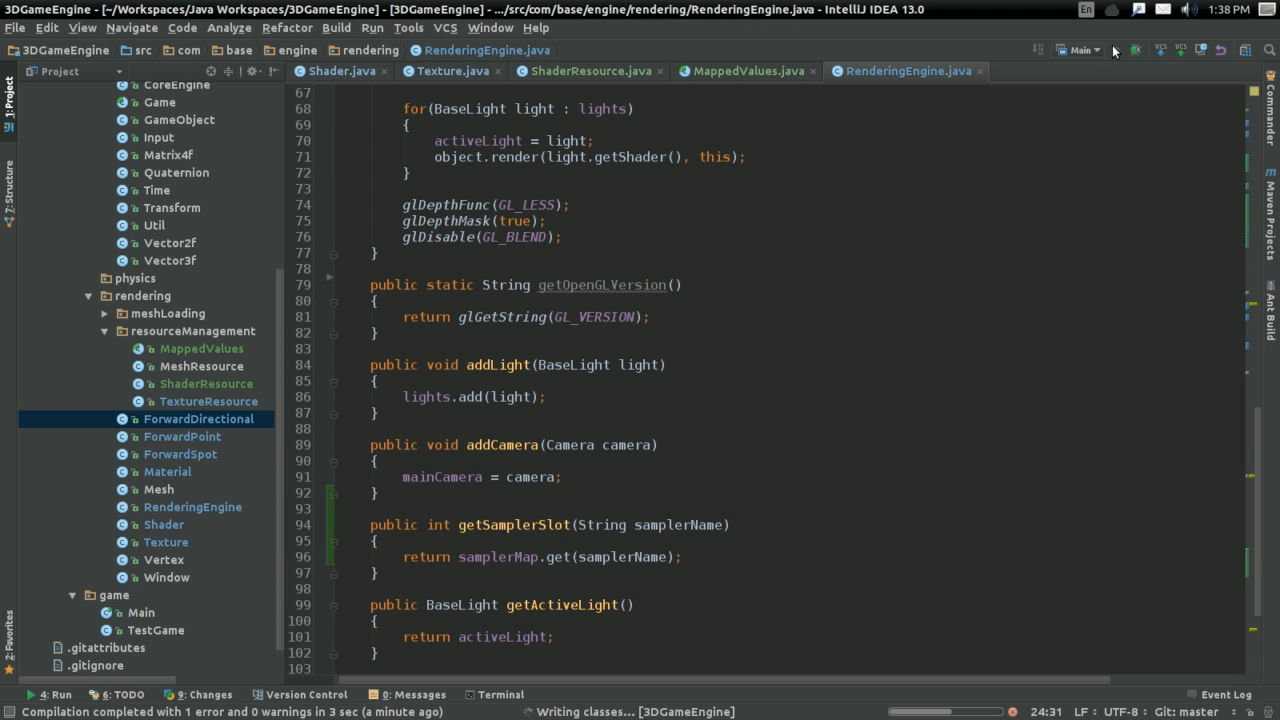 3DGameEngine - [~/Workspaces/Java Workspaces/3DGameEngine] - [3DGameEngine] - .../src/com/base/engine/rendering/RenderingEngine.java - IntelliJ IDEA 13.0
En
1:38 PM
File Edit View Navigate Code Analyze Refactor Build Run Tools VCS Window Help
3DGameEngine src com base engine rendering RenderingEngine.java
Main
VCS VCS
Project
Shader.java Texture.java ShaderResource.java MappedValues.java RenderingEngine.java
1: Project
7: Structure
2: Favorites
CoreEngine
Game
GameObject
Input
Matrix4f
Quaternion
Time
Transform
Util
Vector2f
Vector3f
physics
rendering
meshLoading
resourceManagement
MappedValues
MeshResource
ShaderResource
TextureResource
ForwardDirectional
ForwardPoint
ForwardSpot
Material
Mesh
RenderingEngine
Shader
Texture
Vertex
Window
game
Main
TestGame
.gitattributes
.gitignore
67
68 for(BaseLight light : lights)
69 {
70 activeLight = light;
71 object.render(light.getShader(), this);
72 }
73
74 glDepthFunc(GL_LESS);
75 glDepthMask(true);
76 glDisable(GL_BLEND);
77 }
78
79 public static String getOpenGLVersion()
80 {
81 return glGetString(GL_VERSION);
82 }
83
84 public void addLight(BaseLight light)
85 {
86 lights.add(light);
87 }
88
89 public void addCamera(Camera camera)
90 {
91 mainCamera = camera;
92 }
93
94 public int getSamplerSlot(String samplerName)
95 {
96 return samplerMap.get(samplerName);
97 }
98
99 public BaseLight getActiveLight()
100 {
101 return activeLight;
102 }
103
Commander
Maven Projects
Ant Build
4: Run 6: TODO 9: Changes Version Control 0: Messages Terminal Event Log
Compilation completed with 1 error and 0 warnings in 3 sec (a minute ago) Writing classes... [3DGameEngine] 24:31 LF UTF-8 Git: master